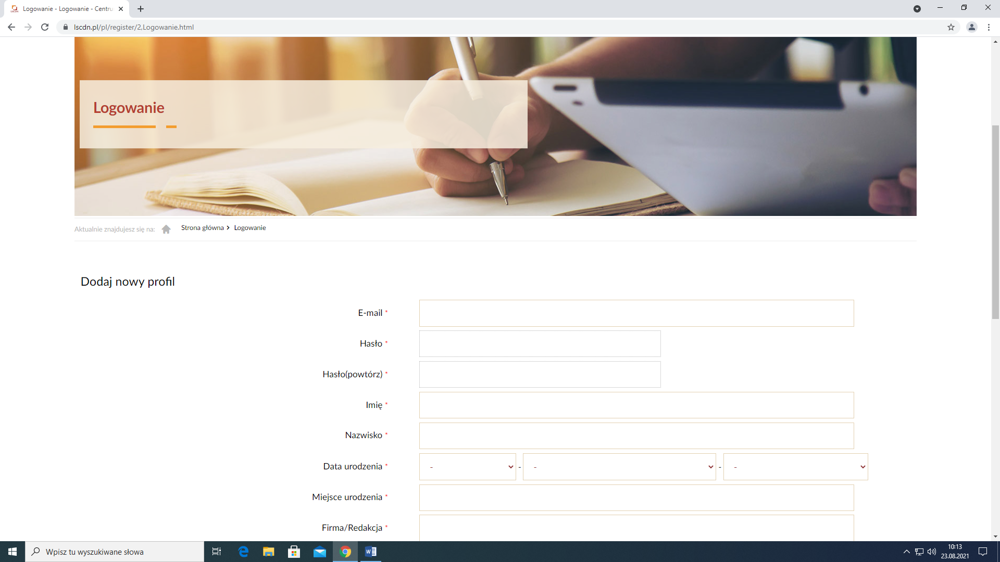 Logowanie - Logowanie - Centru
lscdn.pl/pl/register/2,Logowanie.html
Logowanie
Aktualnie znajdujesz się na: Strona główna > Logowanie
Dodaj nowy profil
E-mail *
Hasło *
Hasło(powtórz) *
Imię *
Nazwisko *
Data urodzenia * - - - - -
Miejsce urodzenia *
Firma/Redakcja *
Wpisz tu wyszukiwane słowa
10:13
23.08.2021